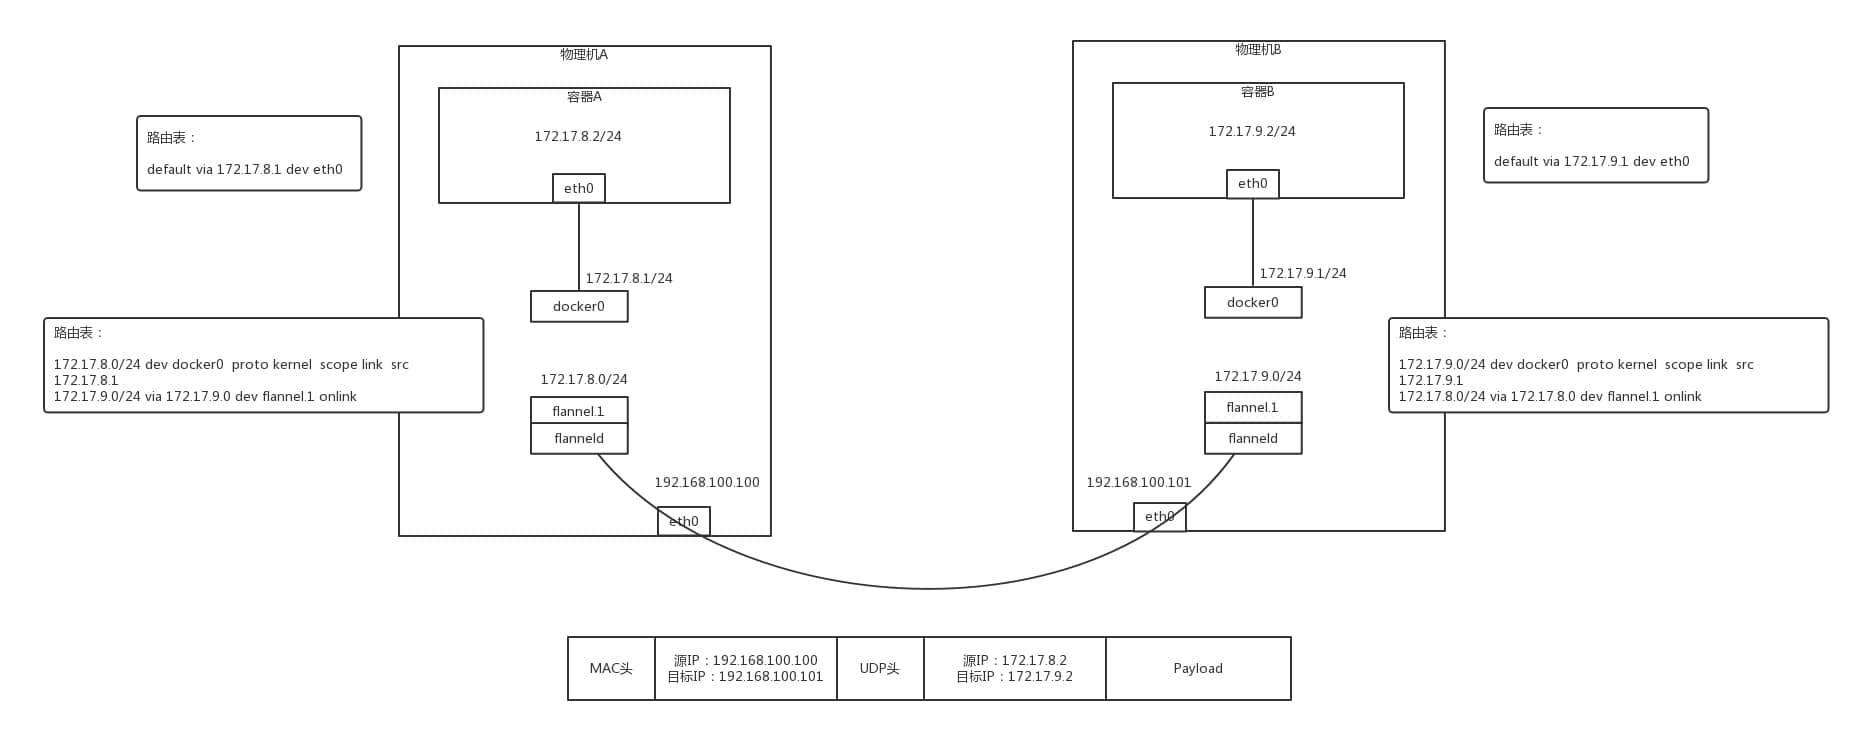 物理机A
容器A
172.17.8.2/24
eth0
路由表：
default via 172.17.8.1 dev eth0
172.17.8.1/24
docker0
路由表：
172.17.8.0/24 dev docker0  proto kernel  scope link  src
172.17.8.1
172.17.9.0/24 via 172.17.9.0 dev flannel.1 onlink
172.17.8.0/24
flannel.1
flanneld
192.168.100.100
eth0
物理机B
容器B
172.17.9.2/24
eth0
路由表：
default via 172.17.9.1 dev eth0
172.17.9.1/24
docker0
路由表：
172.17.9.0/24 dev docker0  proto kernel  scope link  src
172.17.9.1
172.17.8.0/24 via 172.17.8.0 dev flannel.1 onlink
172.17.9.0/24
flannel.1
flanneld
192.168.100.101
eth0
MAC头
源IP：192.168.100.100
目标IP：192.168.100.101
UDP头
源IP：172.17.8.2
目标IP：172.17.9.2
Payload